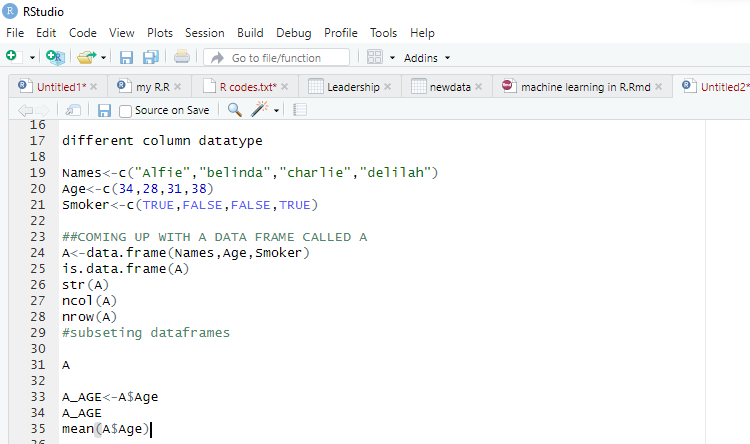 RStudio
File Edit Code View Plots Session Build Debug Profile Tools Help
Go to file/function Addins
Untitled1* my R.R R codes.txt* Leadership newdata machine learning in R.Rmd Untitled2*
Source on Save
16
17 different column datatype
18
19 Names<-c("Alfie","belinda","charlie","delilah")
20 Age<-c(34,28,31,38)
21 Smoker<-c(TRUE,FALSE,FALSE,TRUE)
22
23 ##COMING UP WITH A DATA FRAME CALLED A
24 A<-data.frame(Names,Age,Smoker)
25 is.data.frame(A)
26 str(A)
27 ncol(A)
28 nrow(A)
29 #subseting dataframes
30
31 A
32
33 A_AGE<-A$Age
34 A_AGE
35 mean(A$Age)